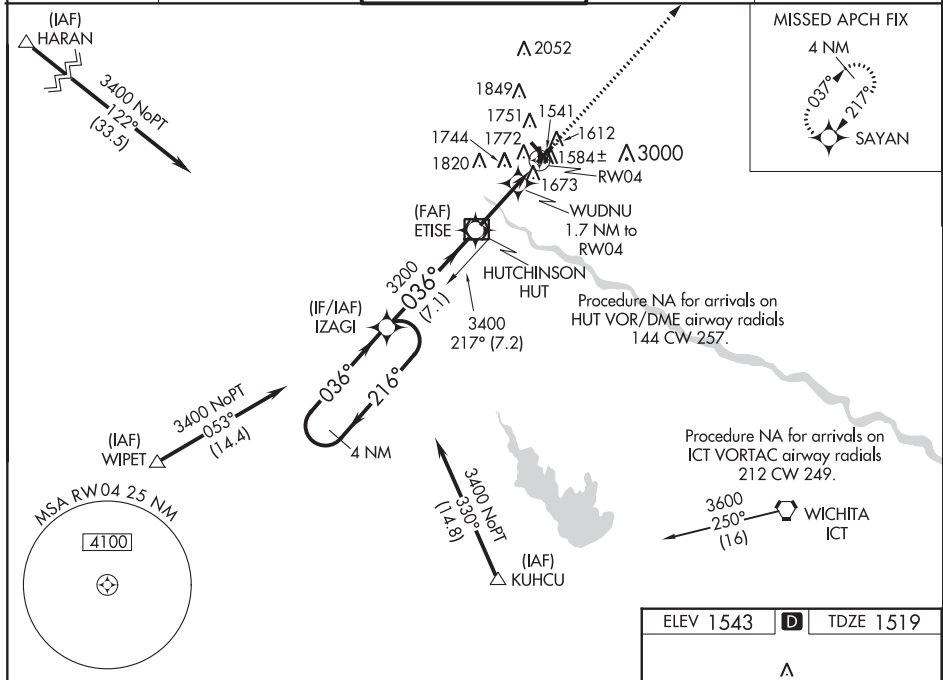 (IAF)
HARAN
3400 NoPT
122°
(33.5)
2052
1849
1751
1541
1612
1744
1772
1820
1584±
3000
RW04
1673
WUDNU
1.7 NM to
RW04
MISSED APCH FIX
4 NM
037°
217°
SAYAN
(FAF)
ETISE
HUTCHINSON
HUT
3200
036°
(7.1)
3400
217° (7.2)
(IF/IAF)
IZAGI
036°
216°
4 NM
Procedure NA for arrivals on
HUT VOR/DME airway radials
144 CW 257.
3400 NoPT
053°
(14.4)
(IAF)
WIPET
3400 NoPT
330°
(14.8)
(IAF)
KUHCU
Procedure NA for arrivals on
ICT VORTAC airway radials
212 CW 249.
3600
250°
(16)
WICHITA
ICT
MSA RW04 25 NM
4100
ELEV 1543 D TDZE 1519